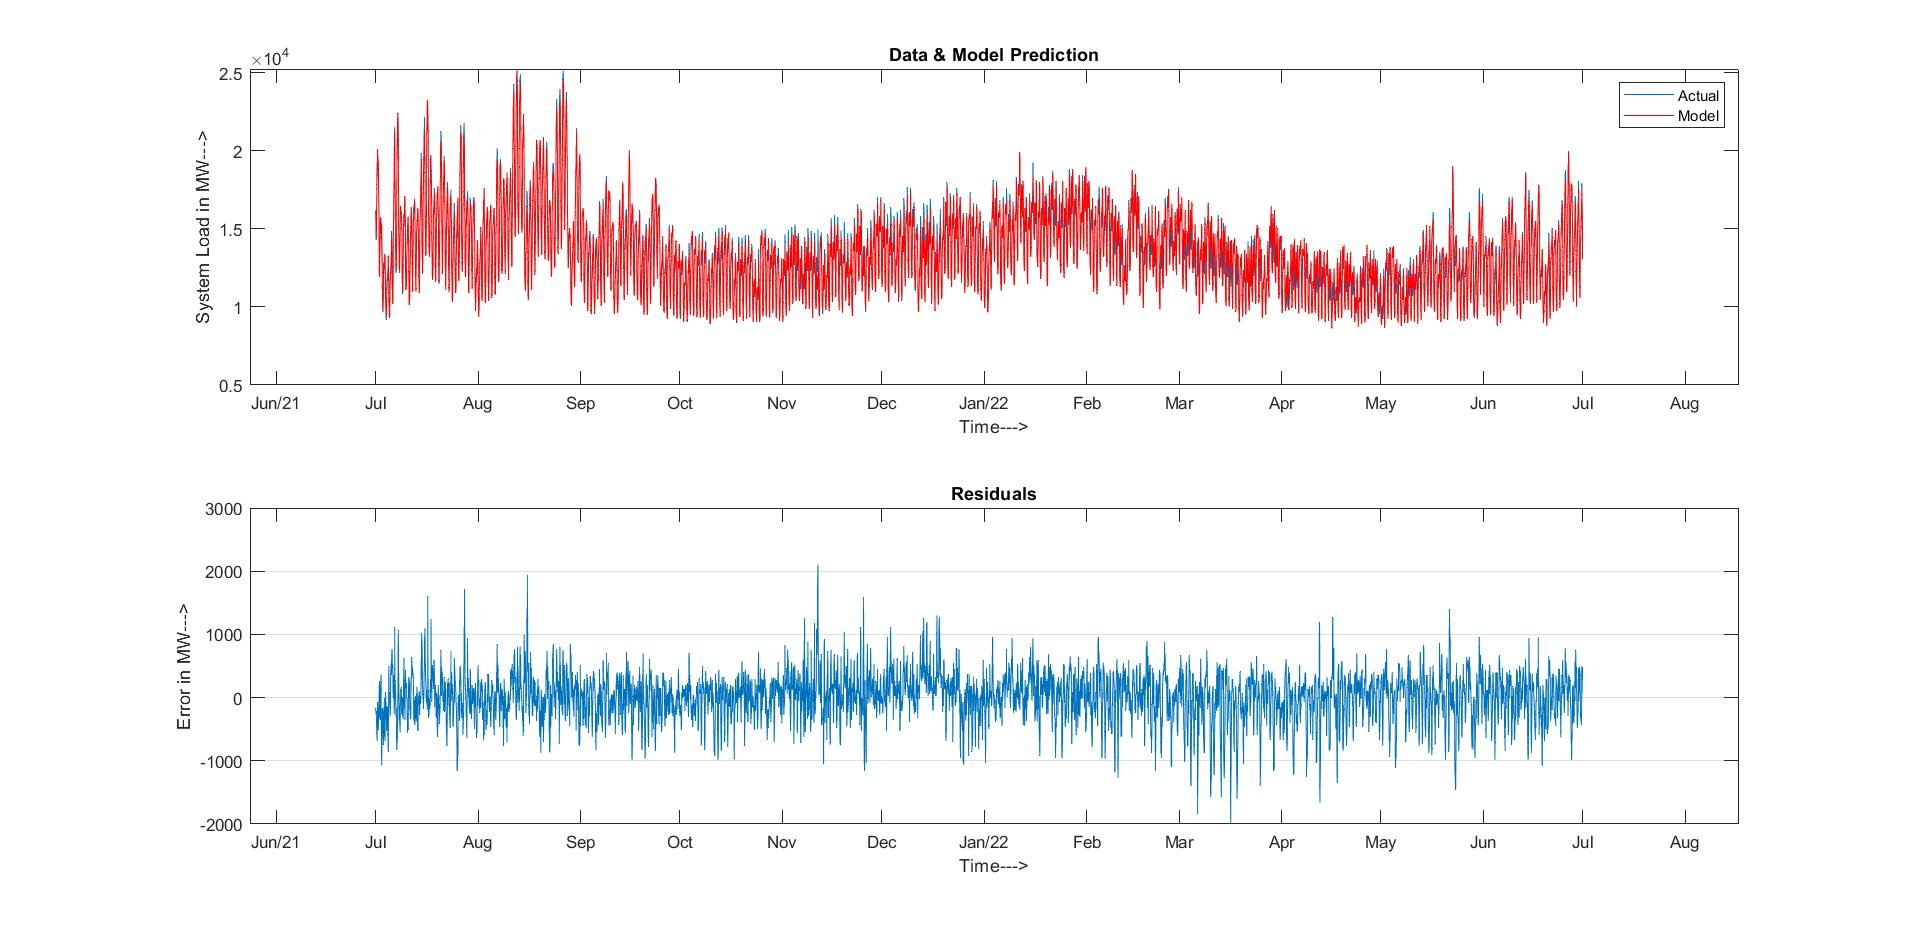 Data & Model Prediction
×10^4
2.5
2
1.5
1
0.5
System Load in MW--->
Actual
Model
Jun/21 Jul Aug Sep Oct Nov Dec Jan/22 Feb Mar Apr May Jun Jul Aug
Time--->
Residuals
3000
2000
1000
0
-1000
-2000
Error in MW--->
Jun/21 Jul Aug Sep Oct Nov Dec Jan/22 Feb Mar Apr May Jun Jul Aug
Time--->